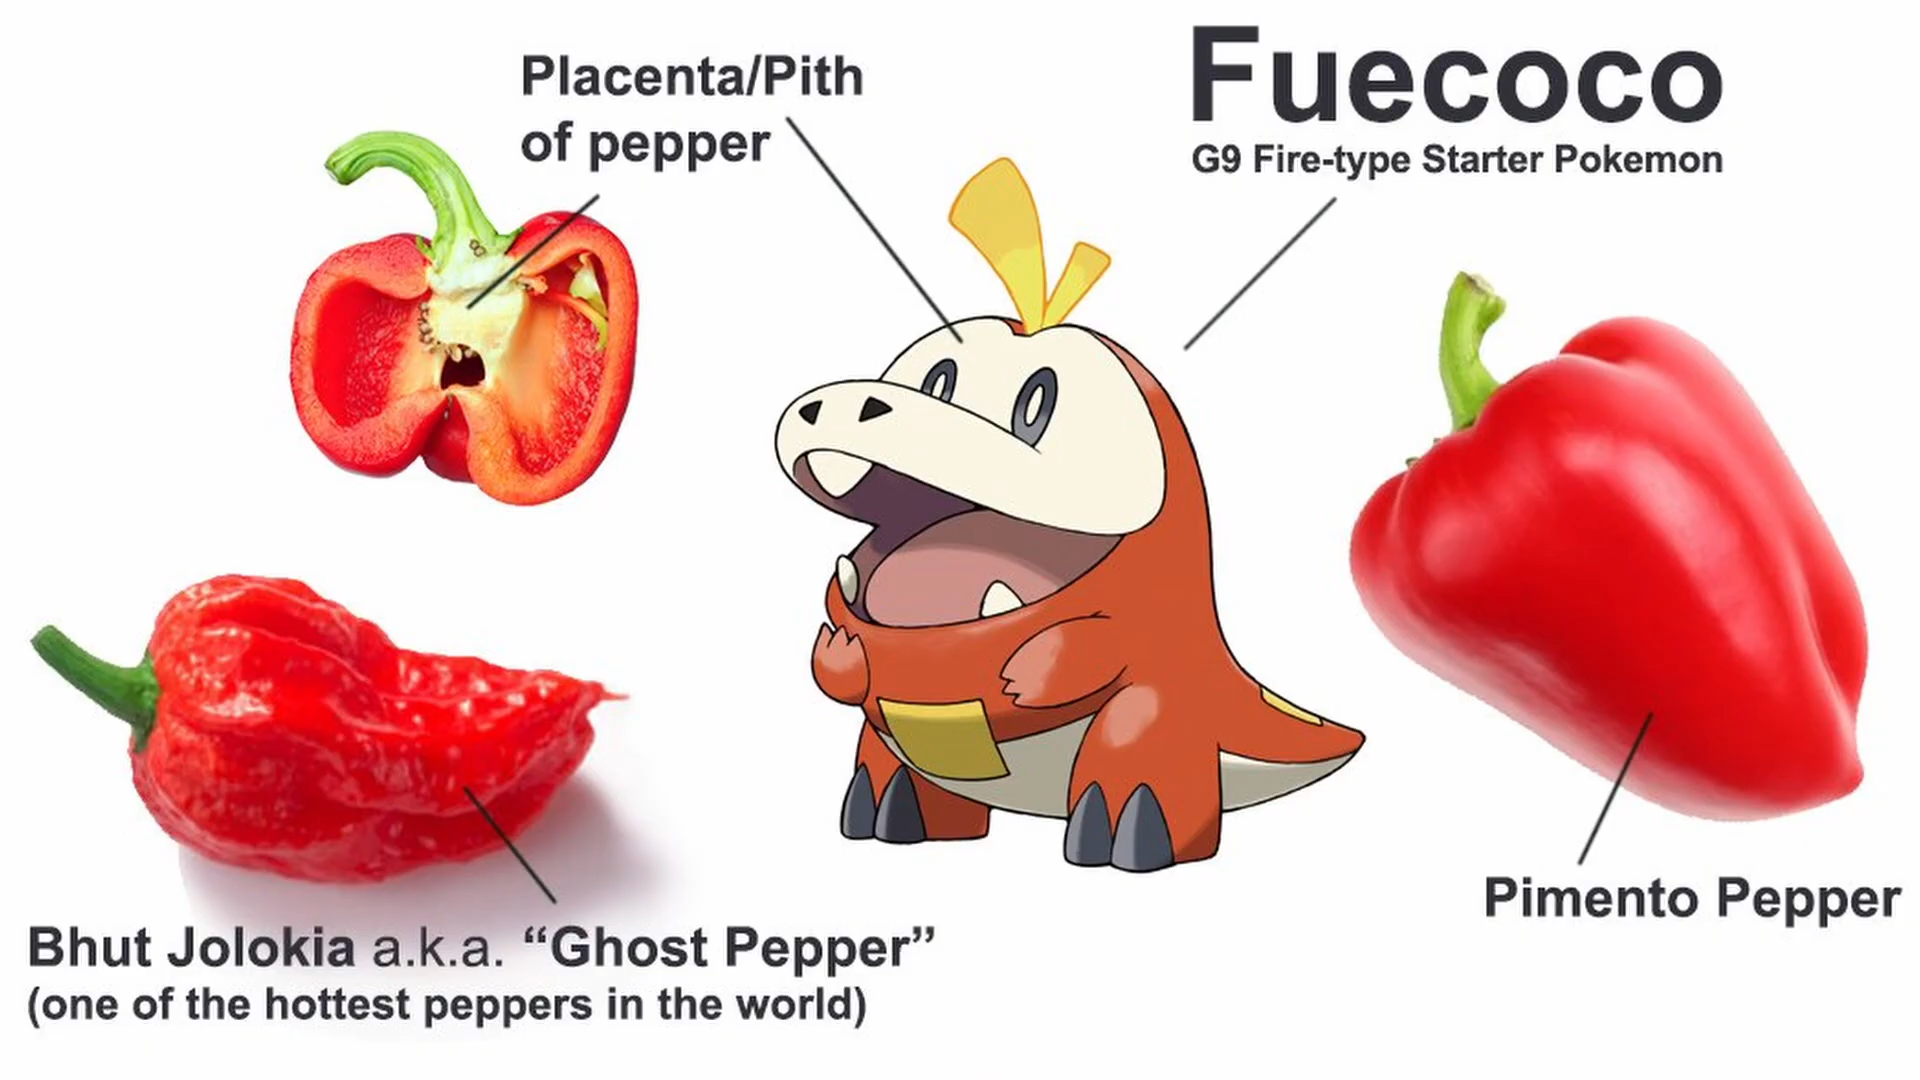 Placenta/Pith
of pepper
Fuecoco
G9 Fire-type Starter Pokemon
Pimento Pepper
Bhut Jolokia a.k.a. “Ghost Pepper”
(one of the hottest peppers in the world)